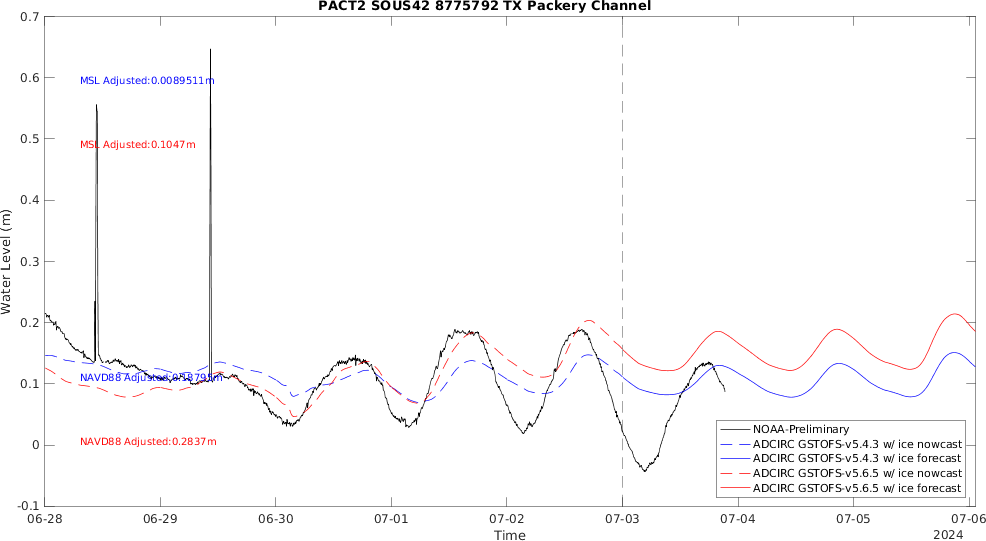 PACT2 SOUS42 8775792 TX Packery Channel
0.7
0.6
0.5
0.4
0.3
0.2
0.1
0
-0.1
Water Level (m)
MSL Adjusted:0.0089511m
MSL Adjusted:0.1047m
NAVD88 Adjusted:0.18795m
NAVD88 Adjusted:0.2837m
NOAA-Preliminary
ADCIRC GSTOFS-v5.4.3 w/ ice nowcast
ADCIRC GSTOFS-v5.4.3 w/ ice forecast
ADCIRC GSTOFS-v5.6.5 w/ ice nowcast
ADCIRC GSTOFS-v5.6.5 w/ ice forecast
06-28 06-29 06-30 07-01 07-02 07-03 07-04 07-05 07-06
Time
2024